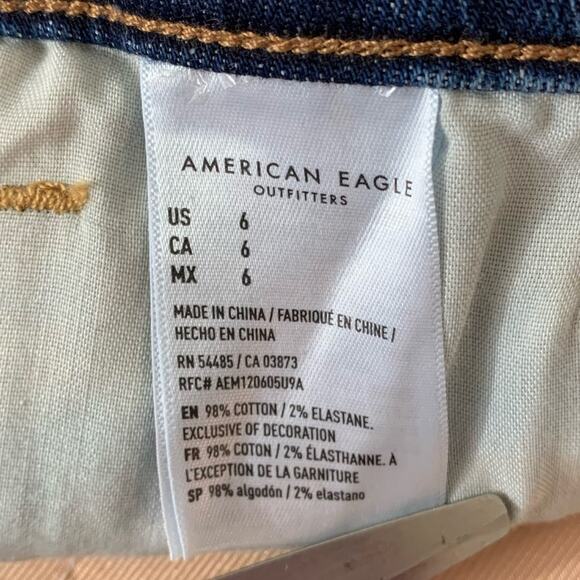 AMERICAN EAGLE
OUTFITTERS
US 6
CA 6
MX 6
MADE IN CHINA / FABRIQUÉ EN CHINE /
HECHO EN CHINA
RN 54485 / CA 03873
RFC# AEM120605U9A
EN 98% COTTON / 2% ELASTANE.
EXCLUSIVE OF DECORATION
FR 98% COTON / 2% ÉLASTHANNE. À
L'EXCEPTION DE LA GARNITURE
SP 98% algodón / 2% elastano